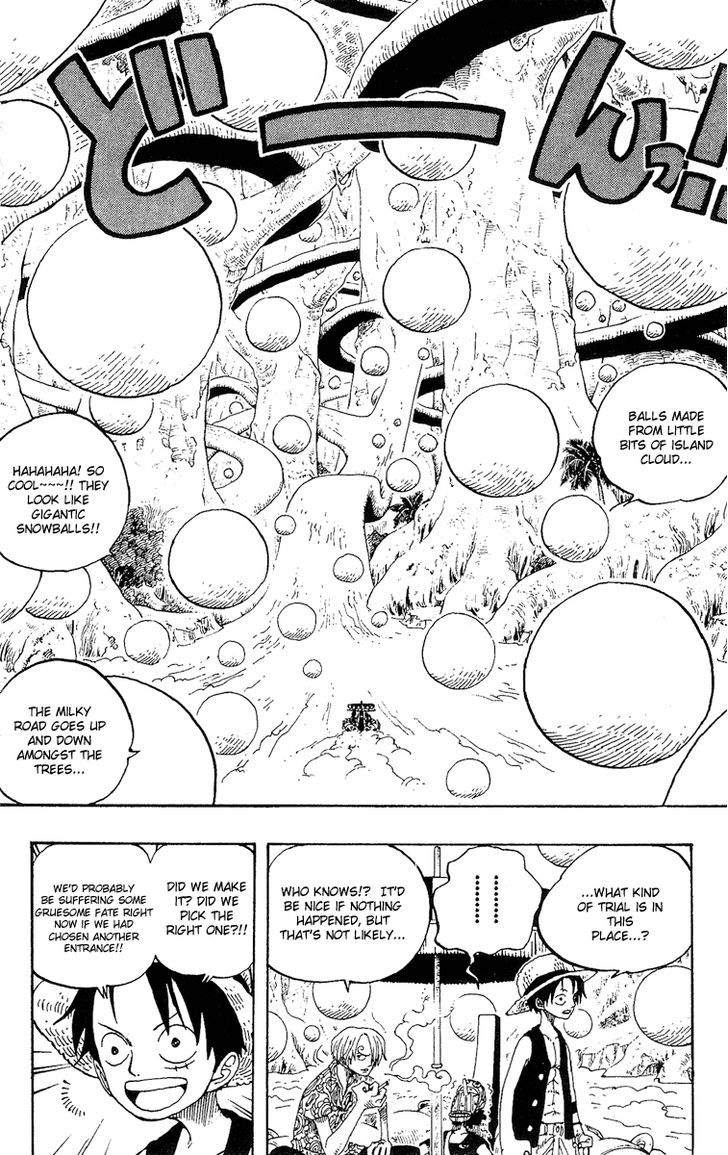 どーんっ!!
BALLS MADE
FROM LITTLE
BITS OF ISLAND
CLOUD...
HAHAHAHA! SO
COOL~~~!! THEY
LOOK LIKE
GIGANTIC
SNOWBALLS!!
THE MILKY
ROAD GOES UP
AND DOWN
AMONGST THE
TREES...
...WHAT KIND
OF TRIAL IS IN
THIS
PLACE...?
!! !!
WHO KNOWS!? IT'D
BE NICE IF NOTHING
HAPPENED, BUT
THAT'S NOT LIKELY...
DID WE MAKE
IT? DID WE
PICK THE
RIGHT ONE?!!
WE'D PROBABLY
BE SUFFERING SOME
GRUESOME FATE RIGHT
NOW IF WE HAD
CHOSEN ANOTHER
ENTRANCE!!